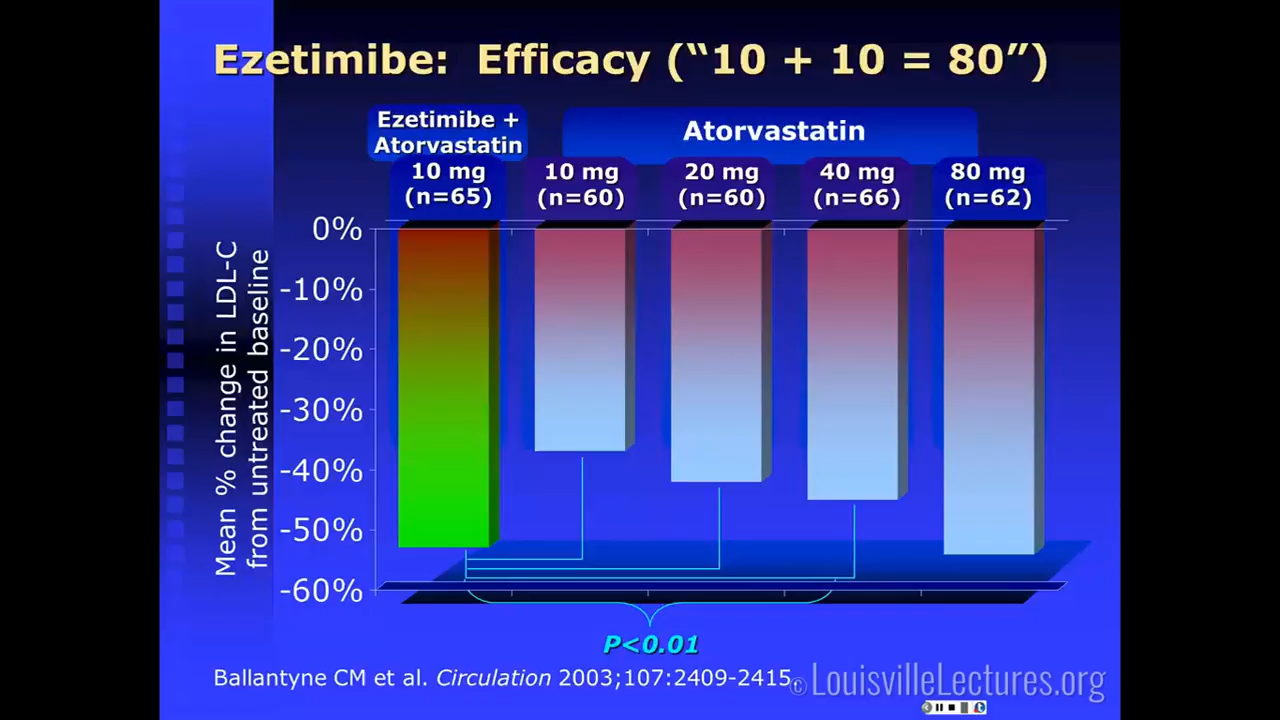 Ezetimibe: Efficacy (“10 + 10 = 80”)
Ezetimibe +
Atorvastatin
Atorvastatin
10 mg
(n=65)
10 mg
(n=60)
20 mg
(n=60)
40 mg
(n=66)
80 mg
(n=62)
Mean % change in LDL-C
from untreated baseline
0%
-10%
-20%
-30%
-40%
-50%
-60%
P<0.01
Ballantyne CM et al. Circulation 2003;107:2409-2415.
©LouisvilleLectures.org